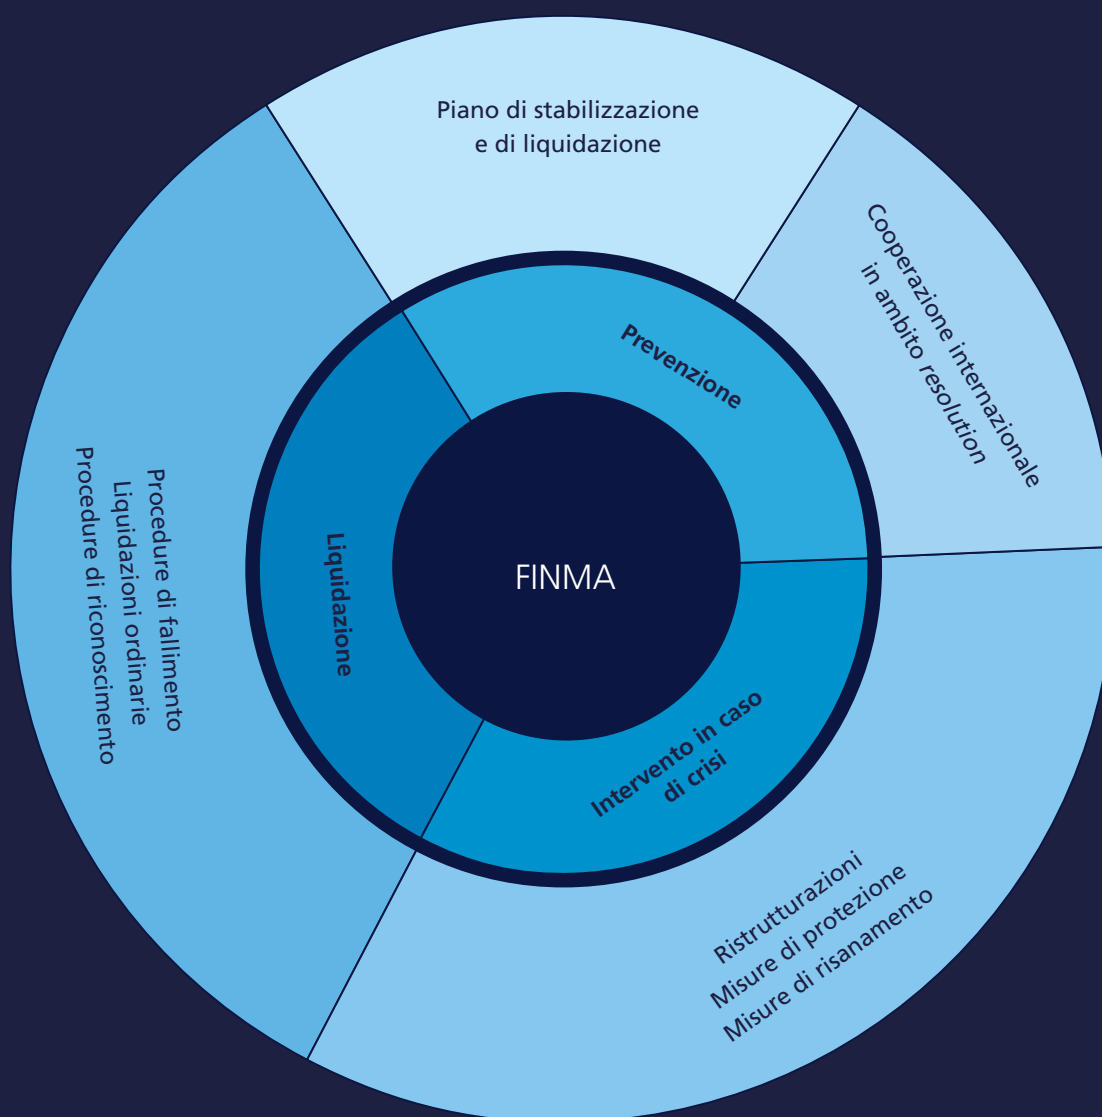 Piano di stabilizzazione
e di liquidazione
Cooperazione internazionale
in ambito resolution
Prevenzione
FINMA
Liquidazione
Procedure di fallimento
Liquidazioni ordinarie
Procedure di riconoscimento
Intervento in caso
di crisi
Ristrutturazioni
Misure di protezione
Misure di risanamento